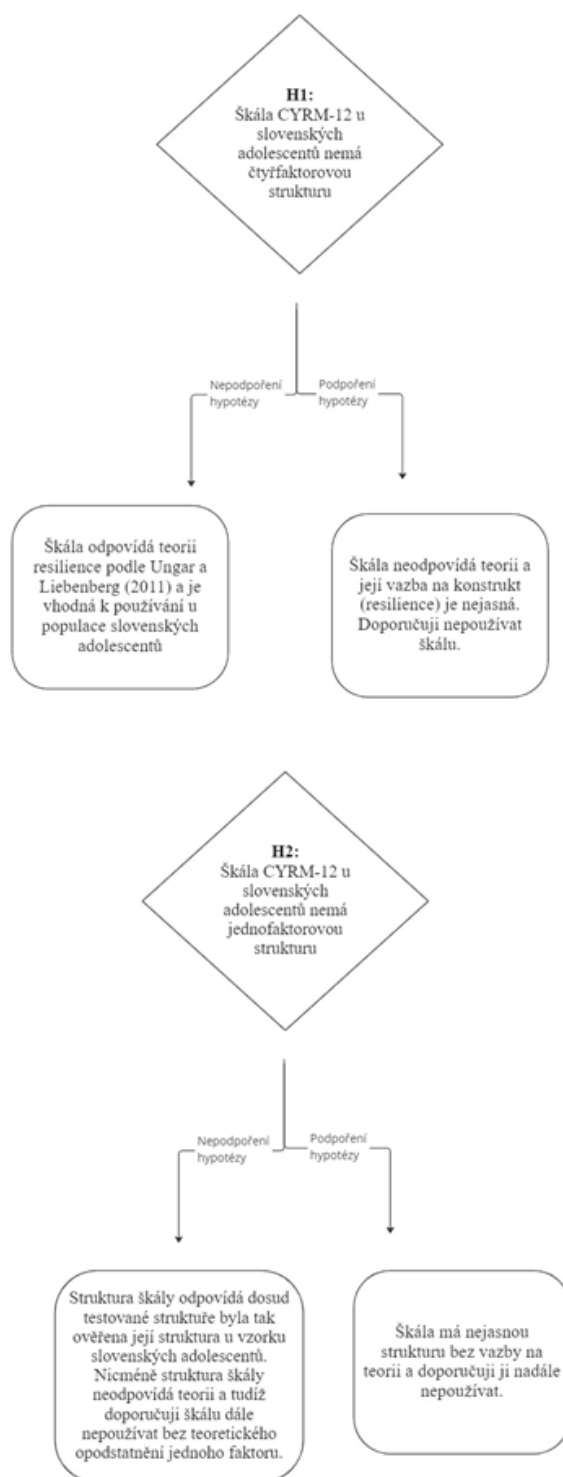 H1:
Škála CYRM-12 u
slovenských
adolescentů nemá
čtyřfaktorovou
strukturu
Nepodpoření
hypotézy
Podpoření
hypotézy
Škála odpovídá teorii
resilience podle Ungar a
Liebenberg (2011) a je
vhodná k používání u
populace slovenských
adolescentů
Škála neodpovídá teorii a
její vazba na konstrukt
(resilience) je nejasná.
Doporučuji nepoužívat
škálu.
H2:
Škála CYRM-12 u
slovenských
adolescentů nemá
jednofaktorovou
strukturu
Nepodpoření
hypotézy
Podpoření
hypotézy
Struktura škály odpovídá dosud
testované struktuře byla tak
ověřena její struktura u vzorku
slovenských adolescentů.
Nicméně struktura škály
neodpovídá teorii a tudíž
doporučuji škálu dále
nepoužívat bez teoretického
opodstatnění jednoho faktoru.
Škála má nejasnou
strukturu bez vazby na
teorii a doporučuji ji nadále
nepoužívat.